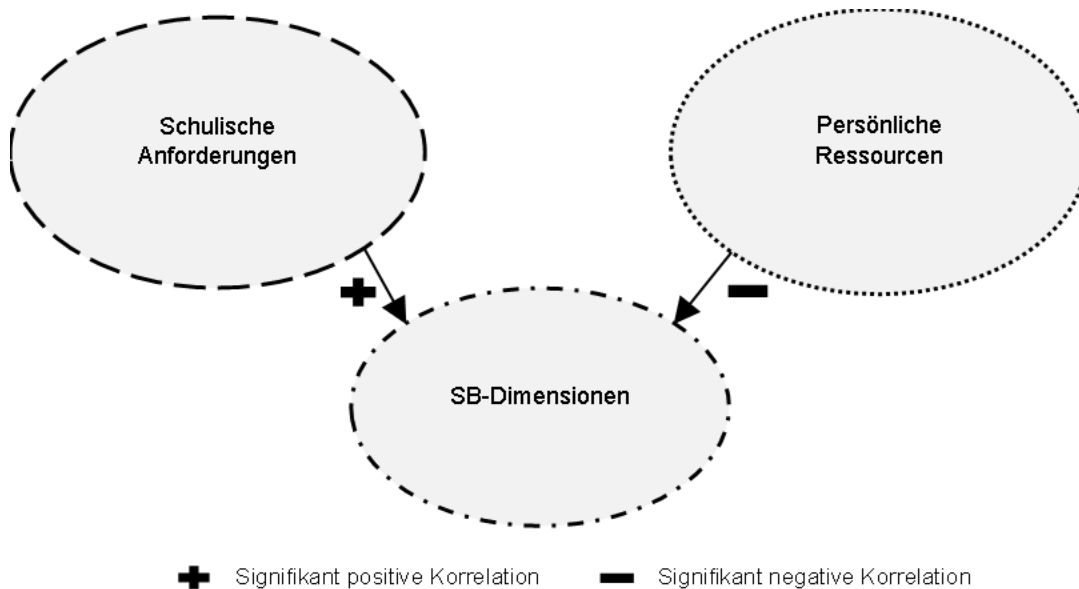 Schulische
Anforderungen
Persönliche
Ressourcen
SB-Dimensionen
Signifikant positive Korrelation
Signifikant negative Korrelation